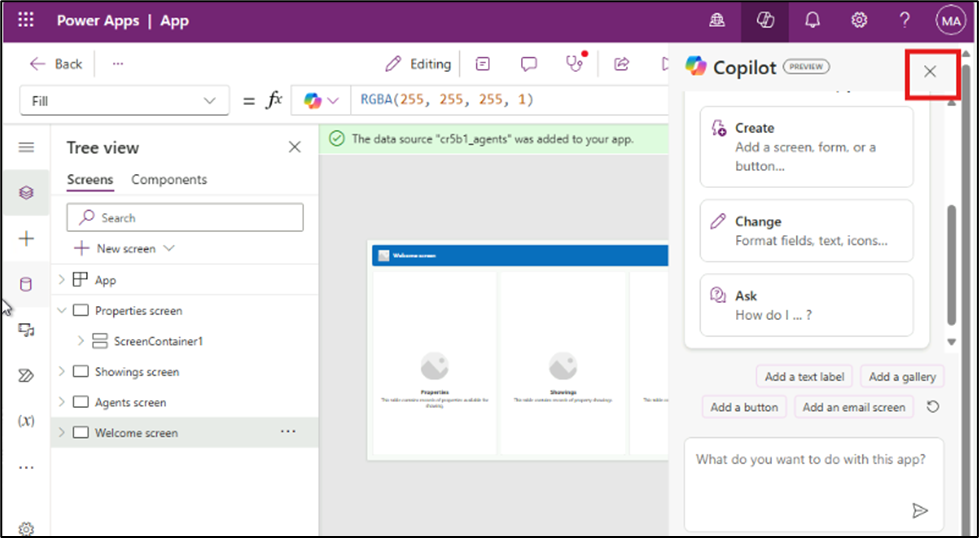 Power Apps | App
?
MA
Back
...
Editing
Copilot
PREVIEW
Fill
= fx
RGBA(255, 255, 255, 1)
Tree view
The data source "cr5b1_agents" was added to your app.
Screens
Components
Search
New screen
App
Properties screen
ScreenContainer1
Showings screen
Agents screen
Welcome screen
...
(x)
...
Welcome screen
Properties
The table contains records of properties available for showing.
Showings
The table contains records of property showings.
The table
Create
Add a screen, form, or a
button...
Change
Format fields, text, icons...
Ask
How do I ... ?
Add a text label
Add a gallery
Add a button
Add an email screen
What do you want to do with this app?